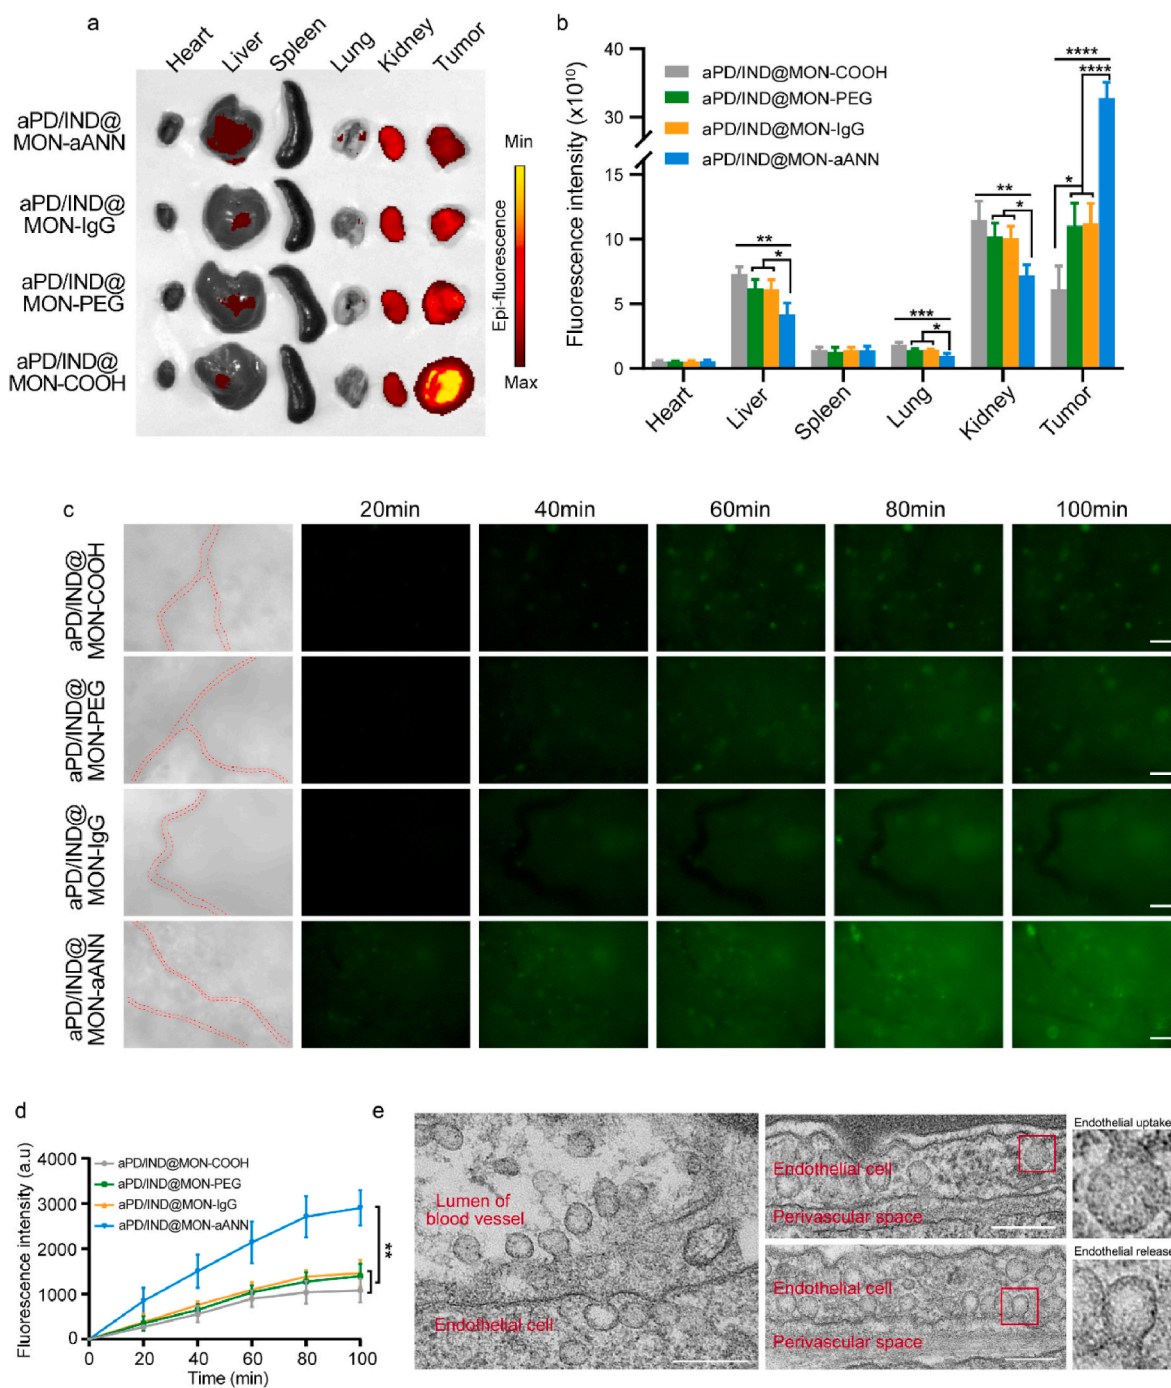 a
Heart
Liver
Spleen
Lung
Kidney
Tumor
aPD/IND@
MON-aANN
aPD/IND@
MON-IgG
aPD/IND@
MON-PEG
aPD/IND@
MON-COOH
Min
Epi-fluorescence
Max
b
Fluorescence intensity (x10¹⁰)
40
30
15
10
5
0
aPD/IND@MON-COOH
aPD/IND@MON-PEG
aPD/IND@MON-IgG
aPD/IND@MON-aANN
**
*
***
*
**
*
*
****
****
Heart
Liver
Spleen
Lung
Kidney
Tumor
c
20min
40min
60min
80min
100min
aPD/IND@
MON-COOH
aPD/IND@
MON-PEG
aPD/IND@
MON-IgG
aPD/IND@
MON-aANN
d
Fluorescence intensity (a.u)
4000
3000
2000
1000
0
aPD/IND@MON-COOH
aPD/IND@MON-PEG
aPD/IND@MON-IgG
aPD/IND@MON-aANN
**
0
20
40
60
80
100
Time (min)
e
Lumen of
blood vessel
Endothelial cell
Endothelial cell
Perivascular space
Endothelial uptake
Endothelial cell
Perivascular space
Endothelial release